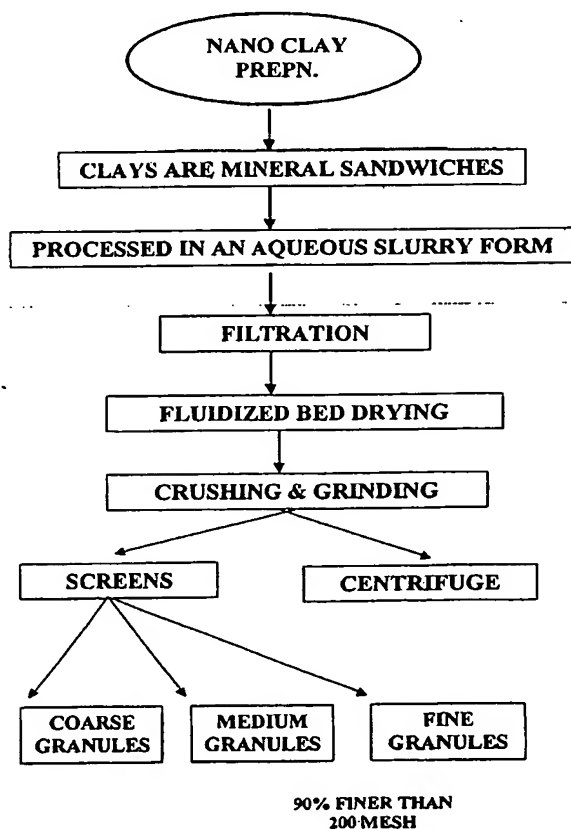 NANO CLAY
PREPN.
CLAYS ARE MINERAL SANDWICHES
PROCESSED IN AN AQUEOUS SLURRY FORM
FILTRATION
FLUIDIZED BED DRYING
CRUSHING & GRINDING
SCREENS
CENTRIFUGE
COARSE
GRANULES
MEDIUM
GRANULES
FINE
GRANULES
90% FINER THAN
200 MESH